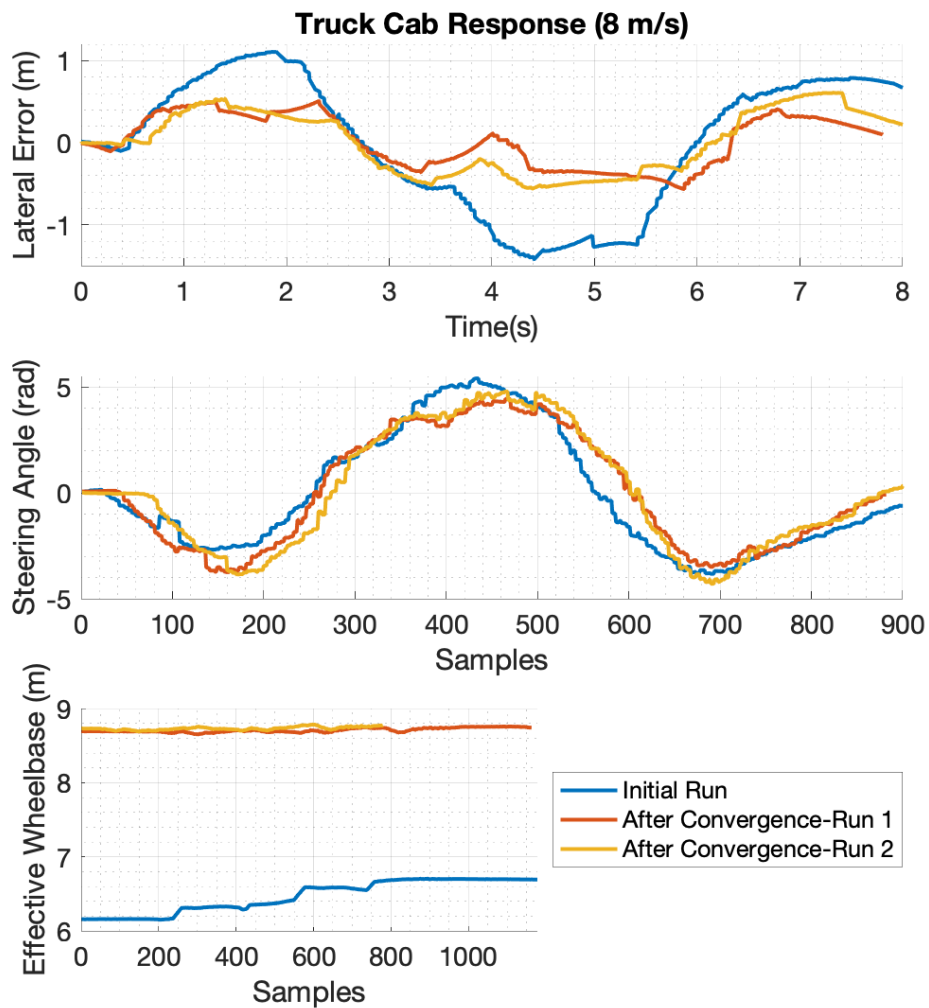 Truck Cab Response (8 m/s)
Lateral Error (m)
1
0
-1
0 1 2 3 4 5 6 7 8
Time(s)
Steering Angle (rad)
5
0
-5
0 100 200 300 400 500 600 700 800 900
Samples
Effective Wheelbase (m)
9
8
7
6
0 200 400 600 800 1000
Samples
Initial Run
After Convergence-Run 1
After Convergence-Run 2